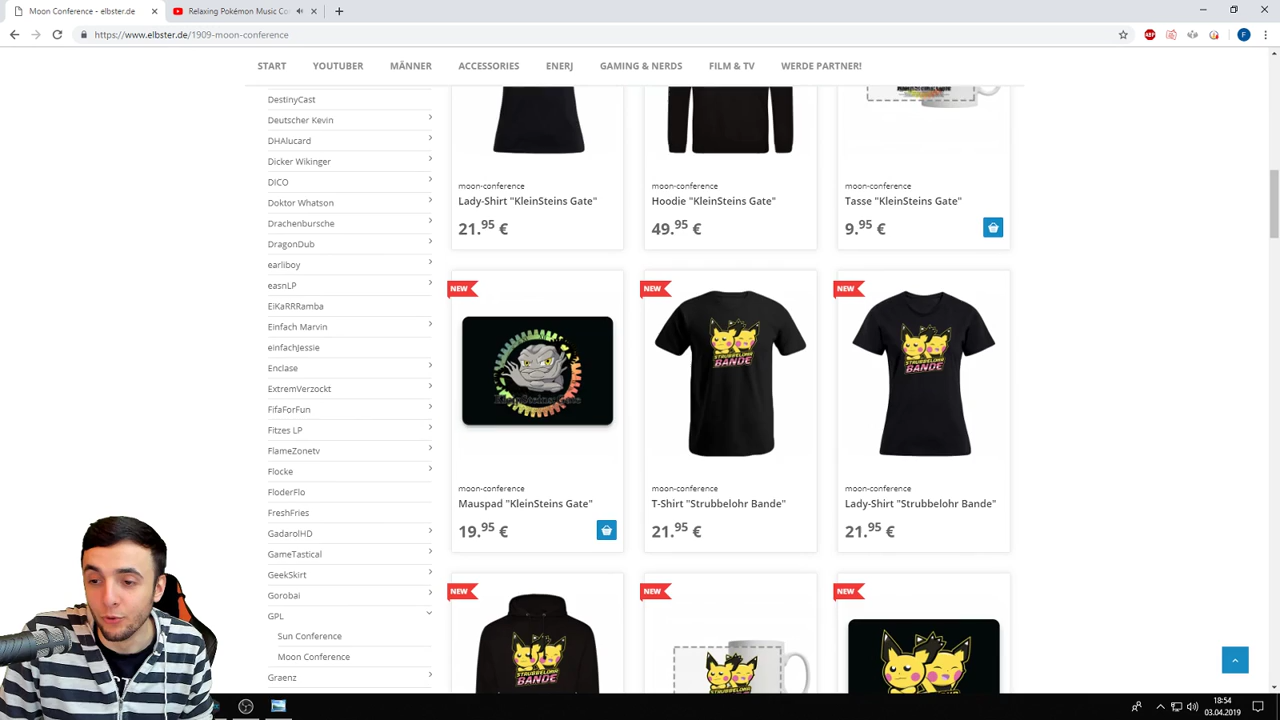 Moon Conference - elbster.de
Relaxing Pokémon Music Co
https://www.elbster.de/1909-moon-conference
ABP
F
START YOUTUBER MÄNNER ACCESSORIES ENERJ GAMING & NERDS FILM & TV WERDE PARTNER!
DestinyCast
Deutscher Kevin
DHAlucard
Dicker Wikinger
DICO
Doktor Whatson
Drachenbursche
DragonDub
earliboy
easnLP
EiKaRRRamba
Einfach Marvin
einfachJessie
Enclase
ExtremVerzockt
FifaForFun
Fitzes LP
FlameZonetv
Flocke
FloderFlo
FreshFries
GadarolHD
GameTastical
GeekSkirt
Gorobai
GPL
Sun Conference
Moon Conference
Graenz
moon-conference
Lady-Shirt "KleinSteins Gate"
21.95 €
moon-conference
Hoodie "KleinSteins Gate"
49.95 €
moon-conference
Tasse "KleinSteins Gate"
9.95 €
NEW
KleinSteins Gate
moon-conference
Mauspad "KleinSteins Gate"
19.95 €
NEW
STRUBBELOHR
BANDE
moon-conference
T-Shirt "Strubbelohr Bande"
21.95 €
NEW
STRUBBELOHR
BANDE
moon-conference
Lady-Shirt "Strubbelohr Bande"
21.95 €
NEW
STRUBBELOHR
BANDE
NEW
STRUBBELOHR
BANDE
NEW
18:54
03.04.2019